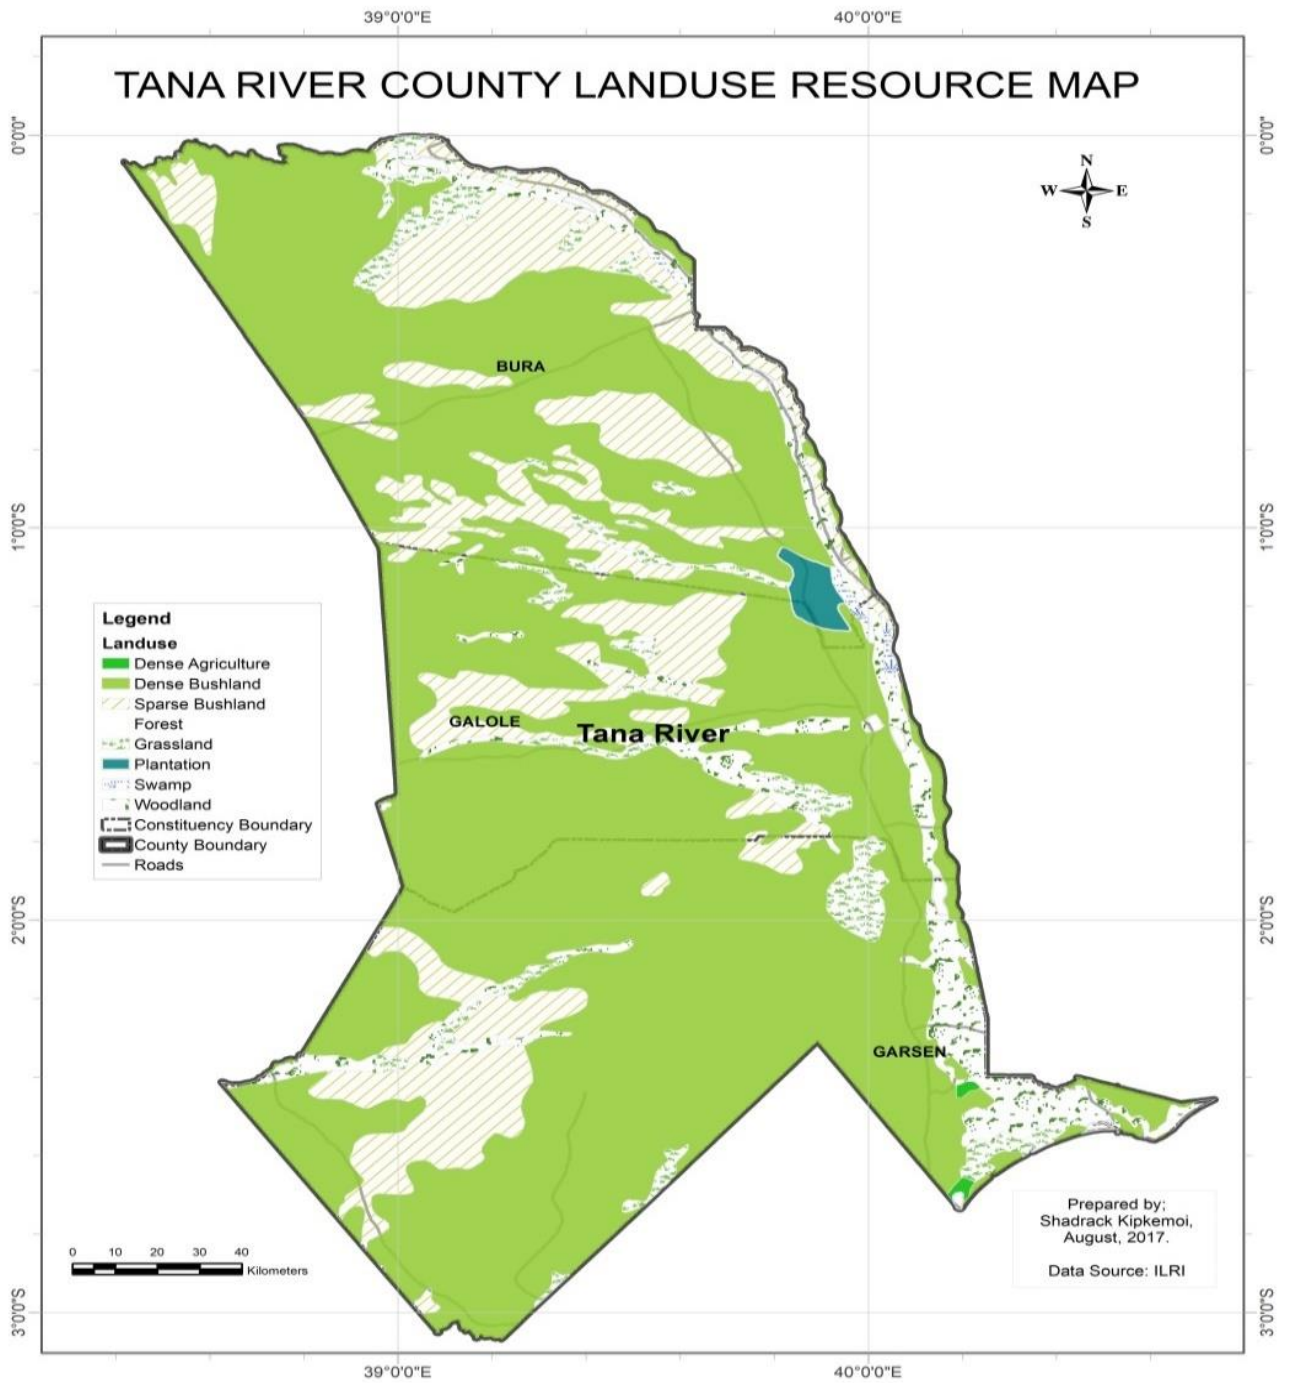 39°0'0"E 40°0'0"E
TANA RIVER COUNTY LANDUSE RESOURCE MAP
0°0'0" 0°0'0"
N
W E
S
BURA
1°0'0"S 1°0'0"S
Legend
Landuse
Dense Agriculture
Dense Bushland
Sparse Bushland
Forest
Grassland
Plantation
Swamp
Woodland
Constituency Boundary
County Boundary
Roads
GALOLE
Tana River
2°0'0"S 2°0'0"S
GARSEN
Prepared by;
Shadrack Kipkemoi,
August, 2017.
Data Source: ILRI
0 10 20 30 40
Kilometers
3°0'0"S 3°0'0"S
39°0'0"E 40°0'0"E